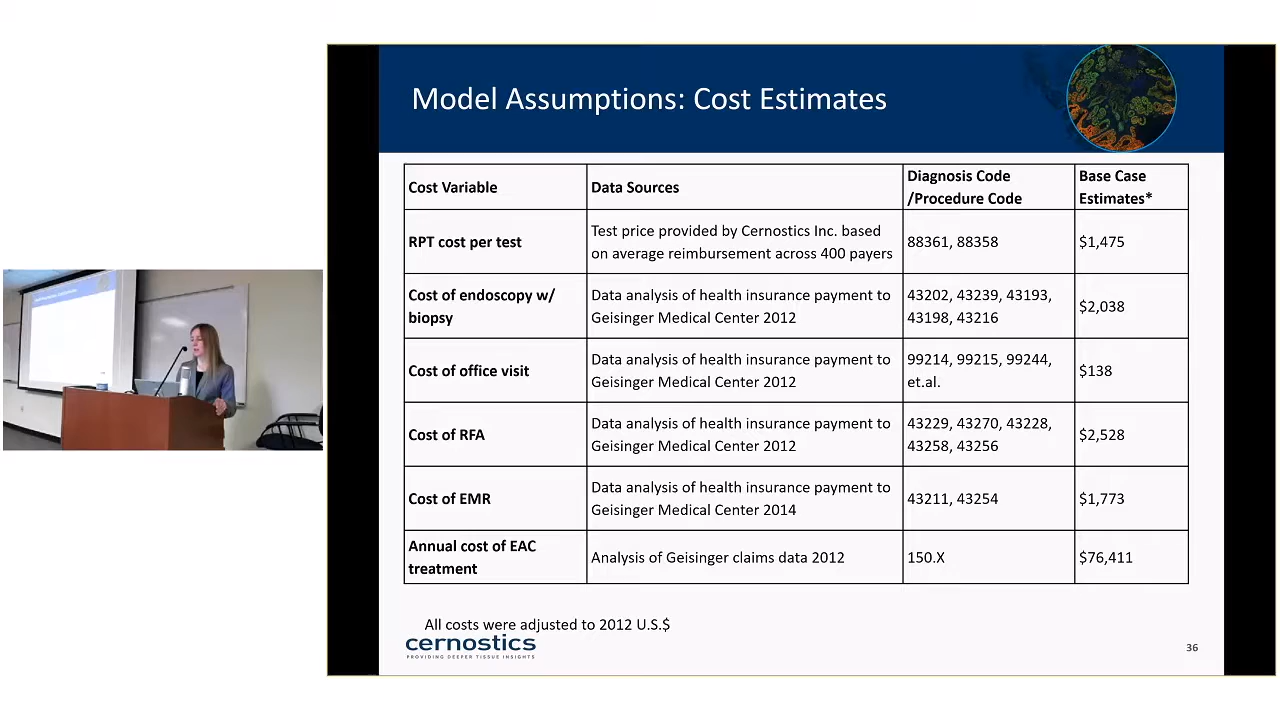 Model Assumptions: Cost Estimates
Cost Variable
Data Sources
Diagnosis Code
/Procedure Code
Base Case
Estimates*
RPT cost per test
Test price provided by Cernostics Inc. based
on average reimbursement across 400 payers
88361, 88358
$1,475
Cost of endoscopy w/
biopsy
Data analysis of health insurance payment to
Geisinger Medical Center 2012
43202, 43239, 43193,
43198, 43216
$2,038
Cost of office visit
Data analysis of health insurance payment to
Geisinger Medical Center 2012
99214, 99215, 99244,
et.al.
$138
Cost of RFA
Data analysis of health insurance payment to
Geisinger Medical Center 2012
43229, 43270, 43228,
43258, 43256
$2,528
Cost of EMR
Data analysis of health insurance payment to
Geisinger Medical Center 2014
43211, 43254
$1,773
Annual cost of EAC
treatment
Analysis of Geisinger claims data 2012
150.X
$76,411
All costs were adjusted to 2012 U.S.$
cernostics
PROVIDING DEEPER TISSUE INSIGHTS
36